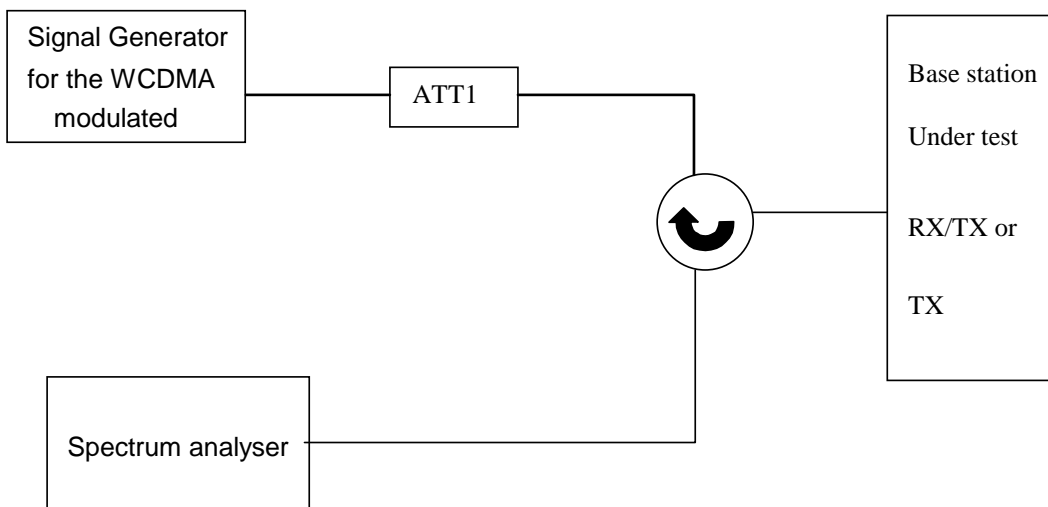 Signal Generator
for the WCDMA
modulated
ATT1
Base station
Under test
RX/TX or
TX
Spectrum analyser